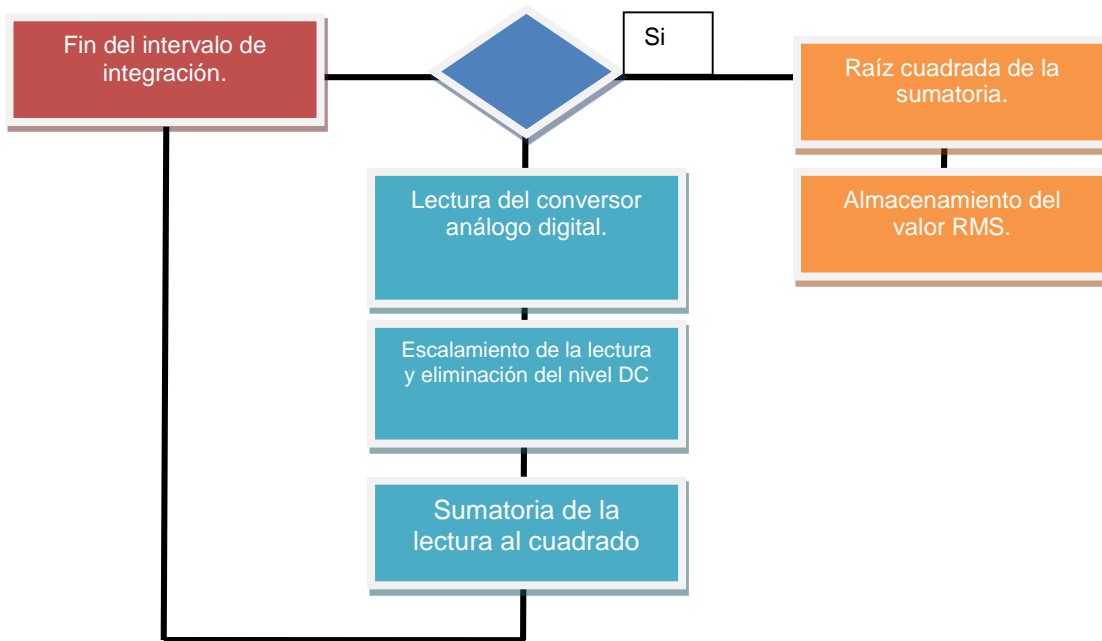 Fin del intervalo de
integración.
Si
Raíz cuadrada de la
sumatoria.
Lectura del conversor
análogo digital.
Almacenamiento del
valor RMS.
Escalamiento de la lectura
y eliminación del nivel DC
Sumatoria de la
lectura al cuadrado